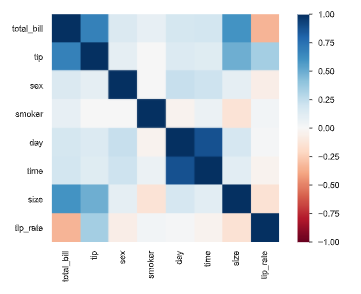 total_bill
tip
sex
smoker
day
time
size
tip_rate
total_bill
tip
sex
smoker
day
time
size
tip_rate
1.00
0.75
0.50
0.25
0.00
−0.25
−0.50
−0.75
−1.00